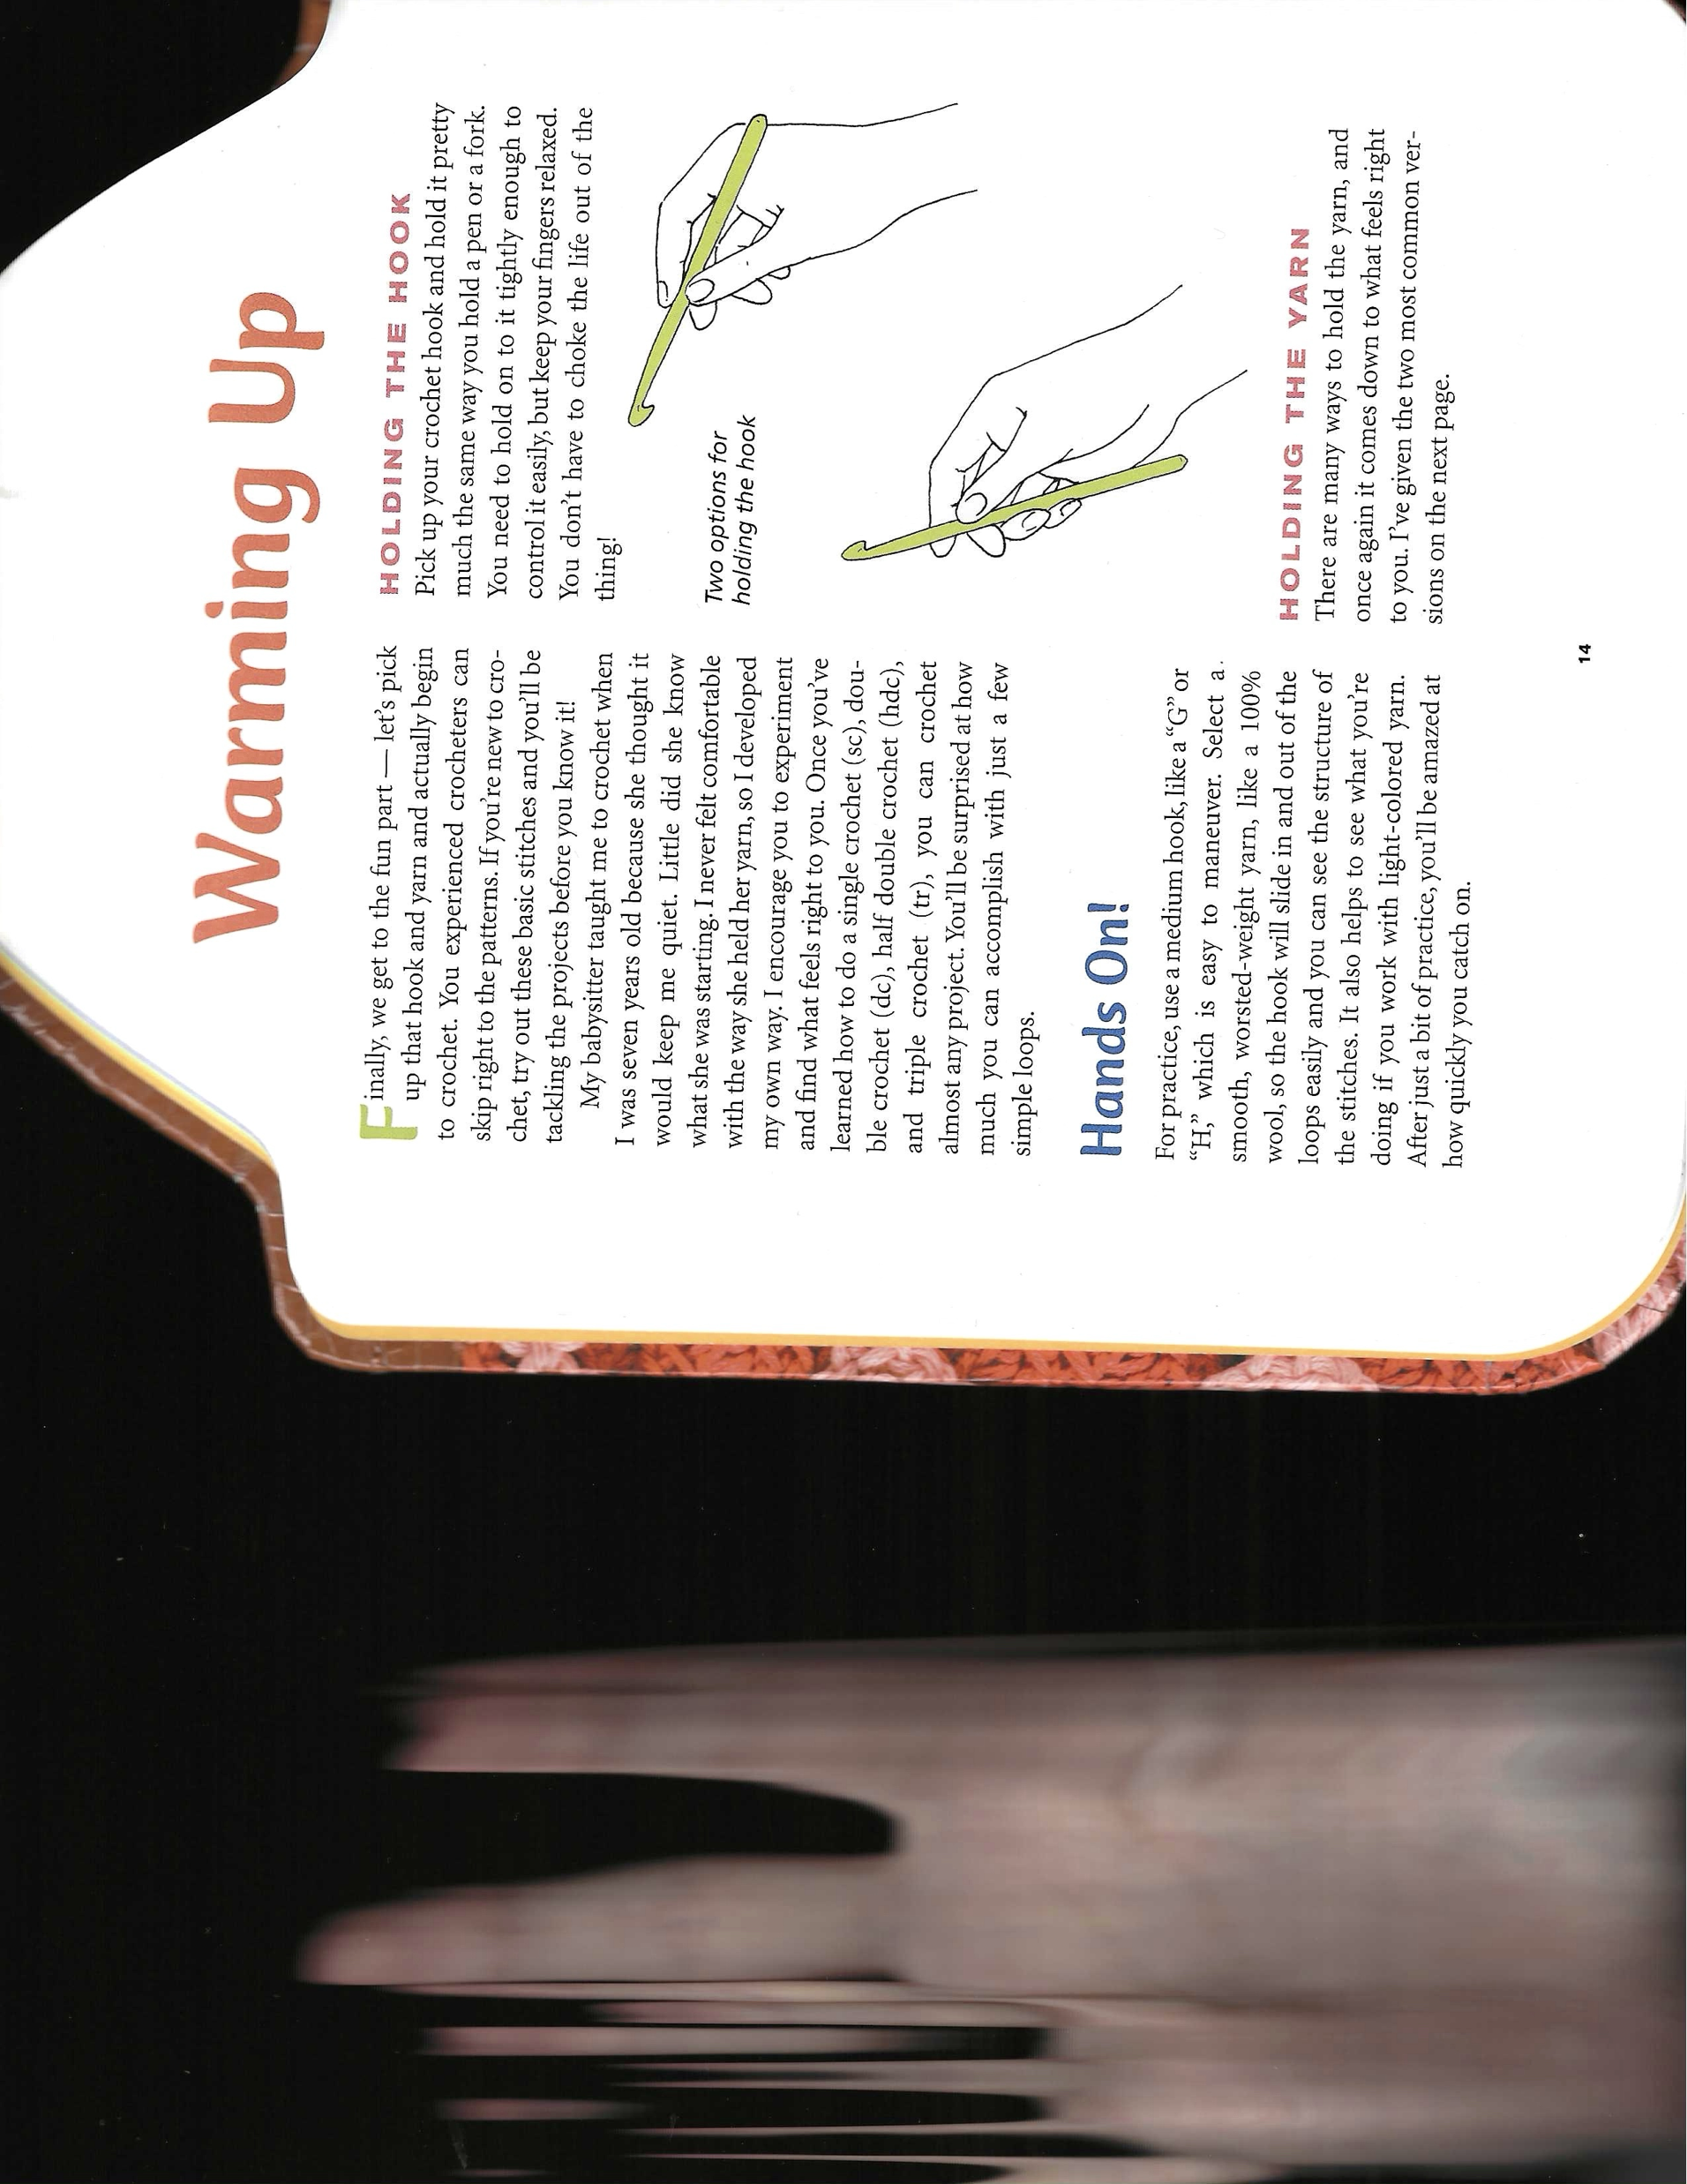 Warming Up
Finally, we get to the fun part — let's pick
up that hook and yarn and actually begin
to crochet. You experienced crocheters can
skip right to the patterns. If you're new to cro-
chet, try out these basic stitches and you'll be
tackling the projects before you know it!
My babysitter taught me to crochet when
I was seven years old because she thought it
would keep me quiet. Little did she know
what she was starting. I never felt comfortable
with the way she held her yarn, so I developed
my own way. I encourage you to experiment
and find what feels right to you. Once you've
learned how to do a single crochet (sc), dou-
ble crochet (dc), half double crochet (hdc),
and triple crochet (tr), you can crochet
almost any project. You'll be surprised at how
much you can accomplish with just a few
simple loops.
Hands On!
For practice, use a medium hook, like a “G” or
“H,” which is easy to maneuver. Select a
smooth, worsted-weight yarn, like a 100%
wool, so the hook will slide in and out of the
loops easily and you can see the structure of
the stitches. It also helps to see what you're
doing if you work with light-colored yarn.
After just a bit of practice, you'll be amazed at
how quickly you catch on.
HOLDING THE HOOK
Pick up your crochet hook and hold it pretty
much the same way you hold a pen or a fork.
You need to hold on to it tightly enough to
control it easily, but keep your fingers relaxed.
You don't have to choke the life out of the
thing!
Two options for
holding the hook
HOLDING THE YARN
There are many ways to hold the yarn, and
once again it comes down to what feels right
to you. I've given the two most common ver-
sions on the next page.
14